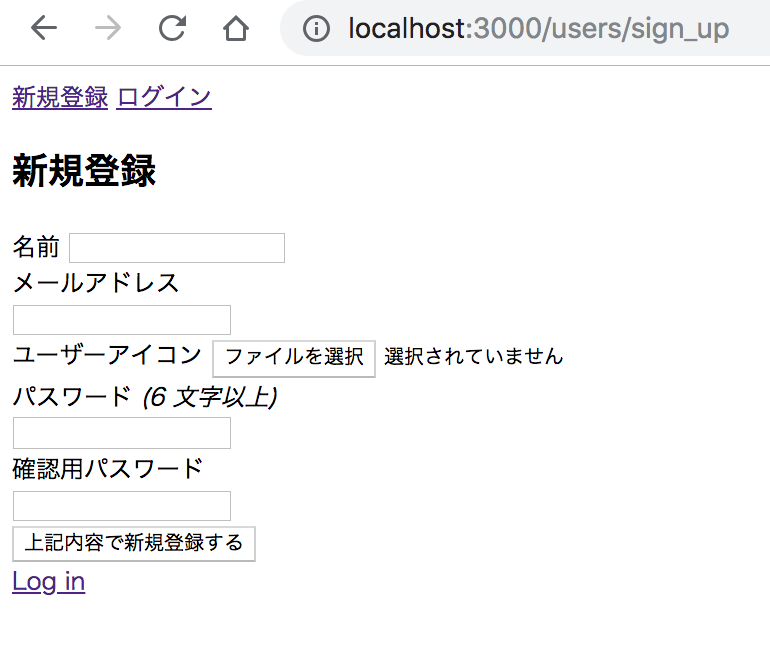 localhost:3000/users/sign_up
新規登録 ログイン
新規登録
名前
メールアドレス
ユーザーアイコン ファイルを選択 選択されていません
パスワード (6 文字以上)
確認用パスワード
上記内容で新規登録する
Log in